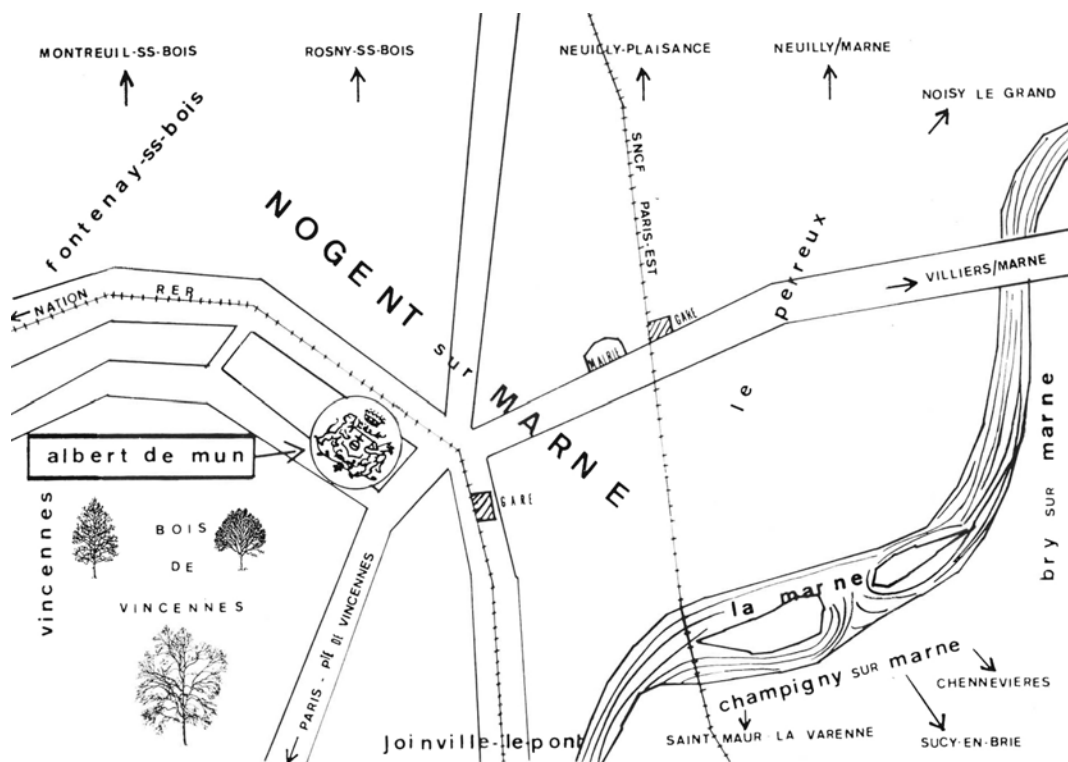 MONTREUIL-SS-BOIS
ROSNY-SS-BOIS
NEUILLY-PLAISANCE
NEUILLY/MARNE
NOISY LE GRAND
fontenay-ss-bois
NOGENT
sur
MARNE
SNCF PARIS-EST
le perreux
VILLIERS/MARNE
NATION
RER
GARE
MAIRIE
albert de mun
GARE
vincennes
BOIS
DE
VINCENNES
PARIS - PTE DE VINCENNES
bry sur marne
la marne
champigny sur marne
CHENNEVIERES
Joinville-le-pont
SAINT-MAUR-LA VARENNE
SUCY-EN-BRIE